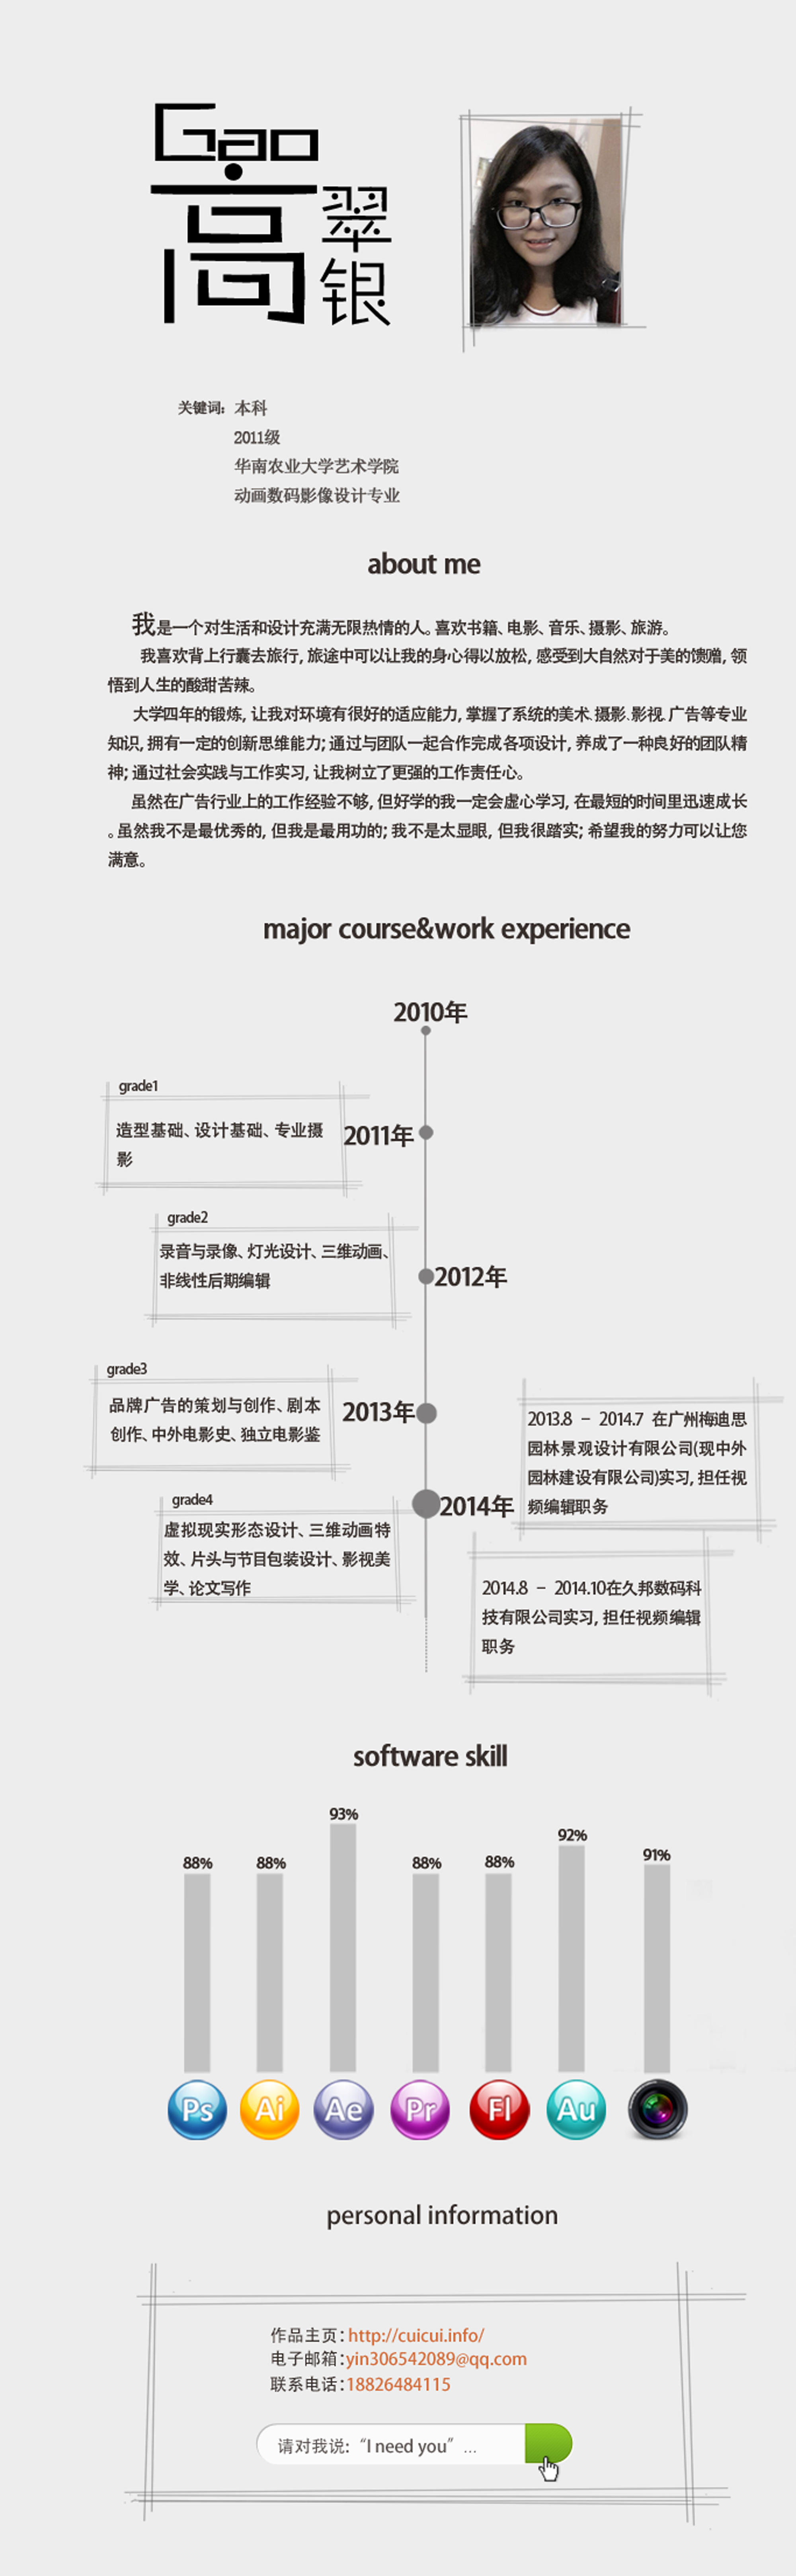 Gao
高
翠
银
关键词: 本科
2011级
华南农业大学艺术学院
动画数码影像设计专业
about me
我是一个对生活和设计充满无限热情的人。喜欢书籍、电影、音乐、摄影、旅游。
我喜欢背上行囊去旅行, 旅途中可以让我的身心得以放松, 感受到大自然对于美的馈赠, 领
悟到人生的酸甜苦辣。
大学四年的锻炼, 让我对环境有很好的适应能力, 掌握了系统的美术、摄影、影视、广告等专业
知识, 拥有一定的创新思维能力; 通过与团队一起合作完成各项设计, 养成了一种良好的团队精
神; 通过社会实践与工作实习, 让我树立了更强的工作责任心。
虽然在广告行业上的工作经验不够, 但好学的我一定会虚心学习, 在最短的时间里迅速成长
。虽然我不是最优秀的, 但我是最用功的; 我不是太显眼, 但我很踏实; 希望我的努力可以让您
满意。
major course&work experience
2010年
grade1
造型基础、设计基础、专业摄
影
2011年
grade2
录音与录像、灯光设计、三维动画、
非线性后期编辑
2012年
grade3
品牌广告的策划与创作、剧本
创作、中外电影史、独立电影鉴
2013年
2013.8 - 2014.7 在广州梅迪思
园林景观设计有限公司(现中外
园林建设有限公司)实习, 担任视
频编辑职务
grade4
虚拟现实形态设计、三维动画特
效、片头与节目包装设计、影视美
学、论文写作
2014年
2014.8 - 2014.10在久邦数码科
技有限公司实习, 担任视频编辑
职务
software skill
88% 88% 93% 88% 88% 92% 91%
Ps Ai Ae Pr Fl Au
personal information
作品主页: http://cuicui.info/
电子邮箱:yin306542089@qq.com
联系电话:18826484115
请对我说: “I need you” ...